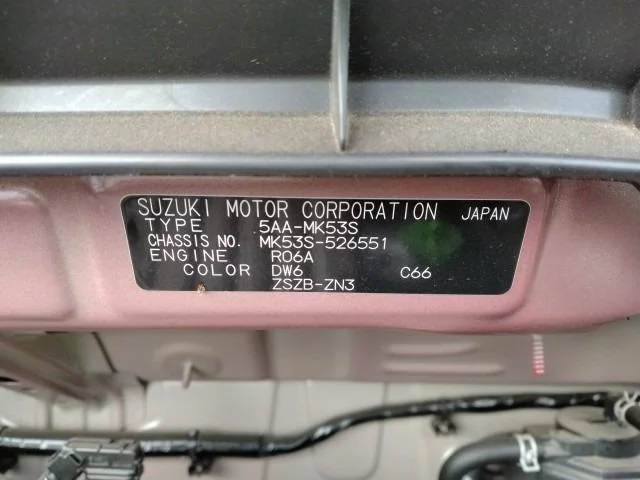 SUZUKI MOTOR CORPORATION JAPAN
TYPE 5AA-MK53S
CHASSIS NO. MK53S-526551
ENGINE R06A
COLOR DW6 C66
ZSZB-ZN3